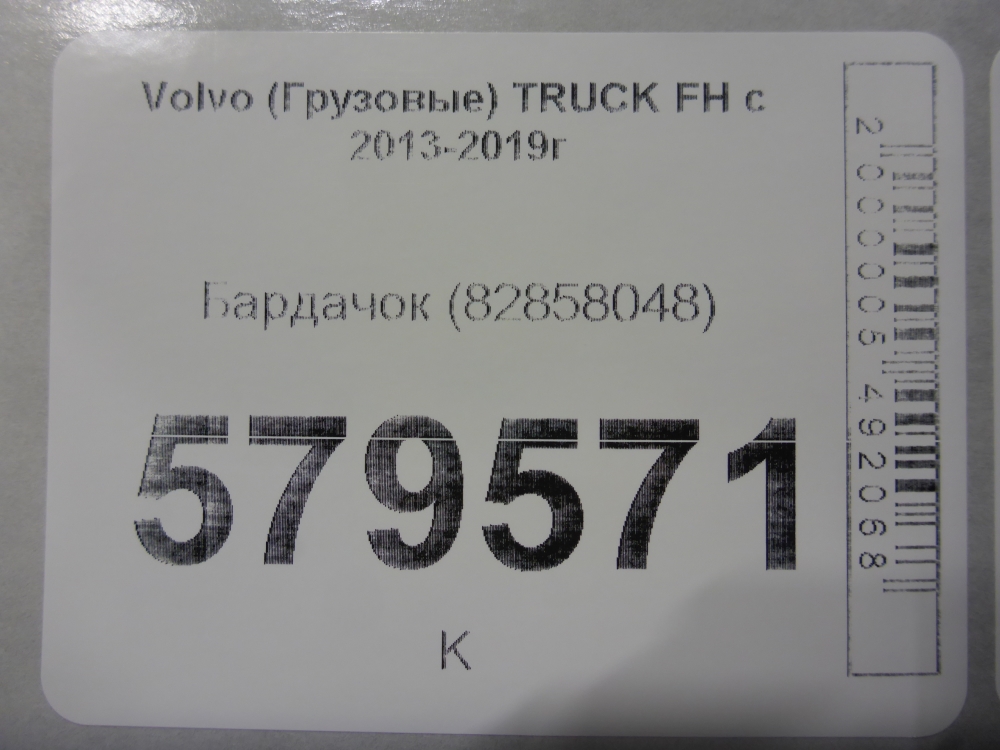 Volvo (Грузовые) TRUCK FH с
2013-2019г
Бардачок (82858048)
579571
К
2000005492068